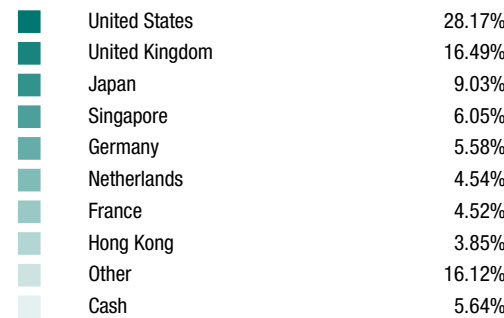 United States 28.17%
United Kingdom 16.49%
Japan 9.03%
Singapore 6.05%
Germany 5.58%
Netherlands 4.54%
France 4.52%
Hong Kong 3.85%
Other 16.12%
Cash 5.64%